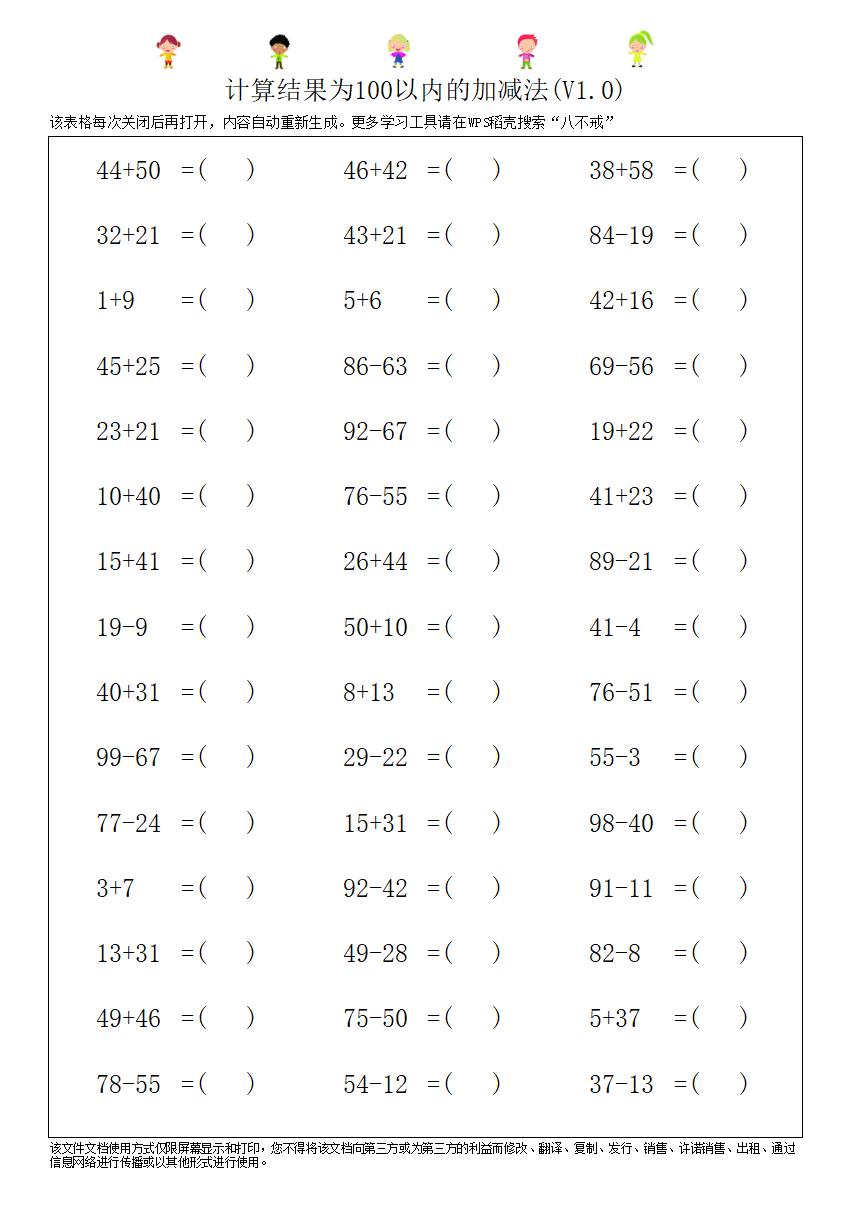 计算结果为100以内的加减法(V1.0)
该表格每次关闭后再打开，内容自动重新生成。更多学习工具请在WPS稻壳搜索“八不戒”
44+50 =( ) 46+42 =( ) 38+58 =( )
32+21 =( ) 43+21 =( ) 84-19 =( )
1+9 =( ) 5+6 =( ) 42+16 =( )
45+25 =( ) 86-63 =( ) 69-56 =( )
23+21 =( ) 92-67 =( ) 19+22 =( )
10+40 =( ) 76-55 =( ) 41+23 =( )
15+41 =( ) 26+44 =( ) 89-21 =( )
19-9 =( ) 50+10 =( ) 41-4 =( )
40+31 =( ) 8+13 =( ) 76-51 =( )
99-67 =( ) 29-22 =( ) 55-3 =( )
77-24 =( ) 15+31 =( ) 98-40 =( )
3+7 =( ) 92-42 =( ) 91-11 =( )
13+31 =( ) 49-28 =( ) 82-8 =( )
49+46 =( ) 75-50 =( ) 5+37 =( )
78-55 =( ) 54-12 =( ) 37-13 =( )
该文件文档使用方式仅限屏幕显示和打印，您不得将该文档向第三方或为第三方的利益而修改、翻译、复制、发行、销售、许诺销售、出租、通过
信息网络进行传播或以其他形式进行使用。